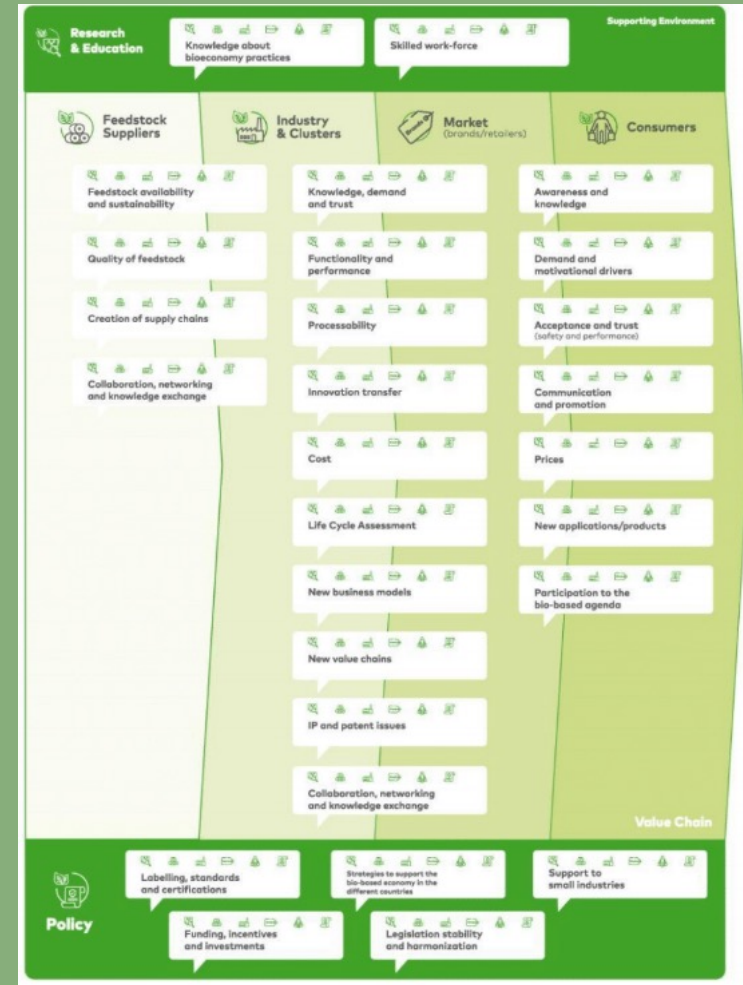 Research
& Education
Knowledge about
bioeconomy practices
Skilled work-force
Supporting Environment
Feedstock
Suppliers
Industry
& Clusters
Brands
Market
(brands/retailers)
Consumers
Feedstock availability
and sustainability
Quality of feedstock
Creation of supply chains
Collaboration, networking
and knowledge exchange
Knowledge, demand
and trust
Functionality and
performance
Processability
Innovation transfer
Cost
Life Cycle Assessment
New business models
New value chains
IP and patent issues
Collaboration, networking
and knowledge exchange
Awareness and
knowledge
Demand and
motivational drivers
Acceptance and trust
(safety and performance)
Communication
and promotion
Prices
New applications/products
Participation to the
bio-based agenda
Value Chain
Policy
Labelling, standards
and certifications
Strategies to support the
bio-based economy in the
different countries
Support to
small industries
Funding, incentives
and investments
Legislation stability
and harmonization